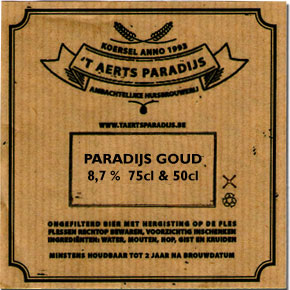 KOERSEL ANNO 1993
'T AERTS PARADIJS
AMBACHTELIJKE HUISBROUWERIJ
WWW.TAERTSPARADIJS.BE
PARADIJS GOUD
8,7 % 75cl & 50cl
ONGEFILTERD BIER MET HERGISTING OP DE FLES
FLESSEN RECHTOP BEWAREN, VOORZICHTIG INSCHENKEN
INGREDIËNTEN: WATER, MOUTEN, HOP, GIST EN KRUIDEN
MINSTENS HOUDBAAR TOT 2 JAAR NA BROUWDATUM